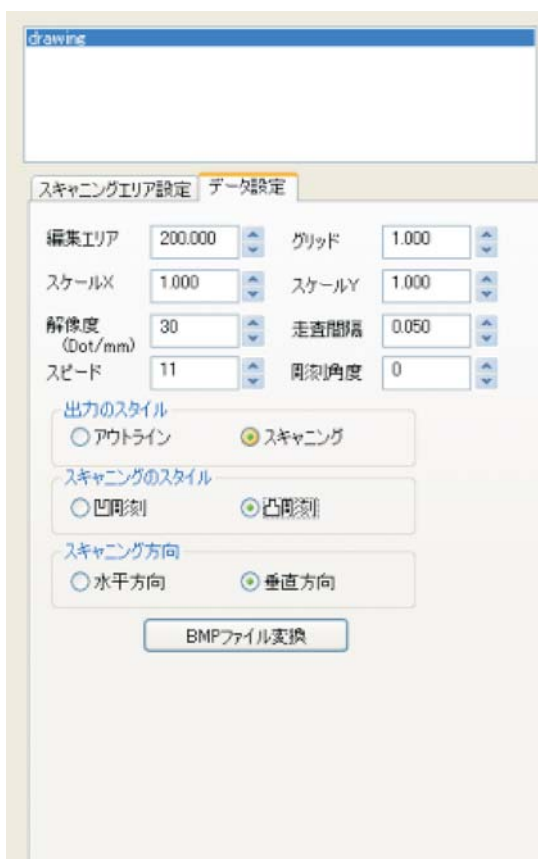 drawing
スキャニングエリア設定 データ設定
編集エリア 200.000 グリッド 1.000
スケールX 1.000 スケールY 1.000
解像度 30 走査間隔 0.050
(Dot/mm)
スピード 11 彫刻角度 0
出力のスタイル
アウトライン スキャニング
スキャニングのスタイル
凹彫刻 凸彫刻
スキャニング方向
水平方向 垂直方向
BMPファイル変換